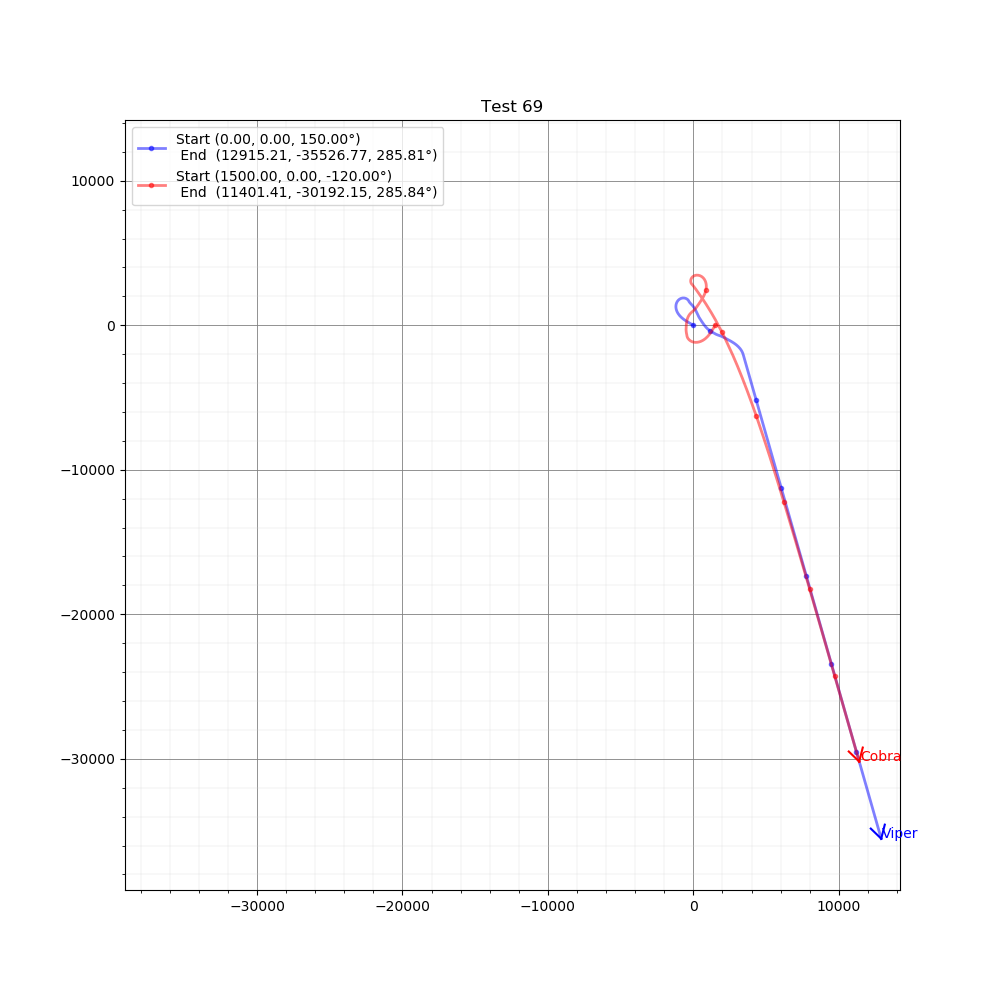 Test 69
Start (0.00, 0.00, 150.00°)
End  (12915.21, -35526.77, 285.81°)
Start (1500.00, 0.00, -120.00°)
End  (11401.41, -30192.15, 285.84°)
10000
0
−10000
−20000
−30000
Cobra
Viper
−30000
−20000
−10000
0
10000